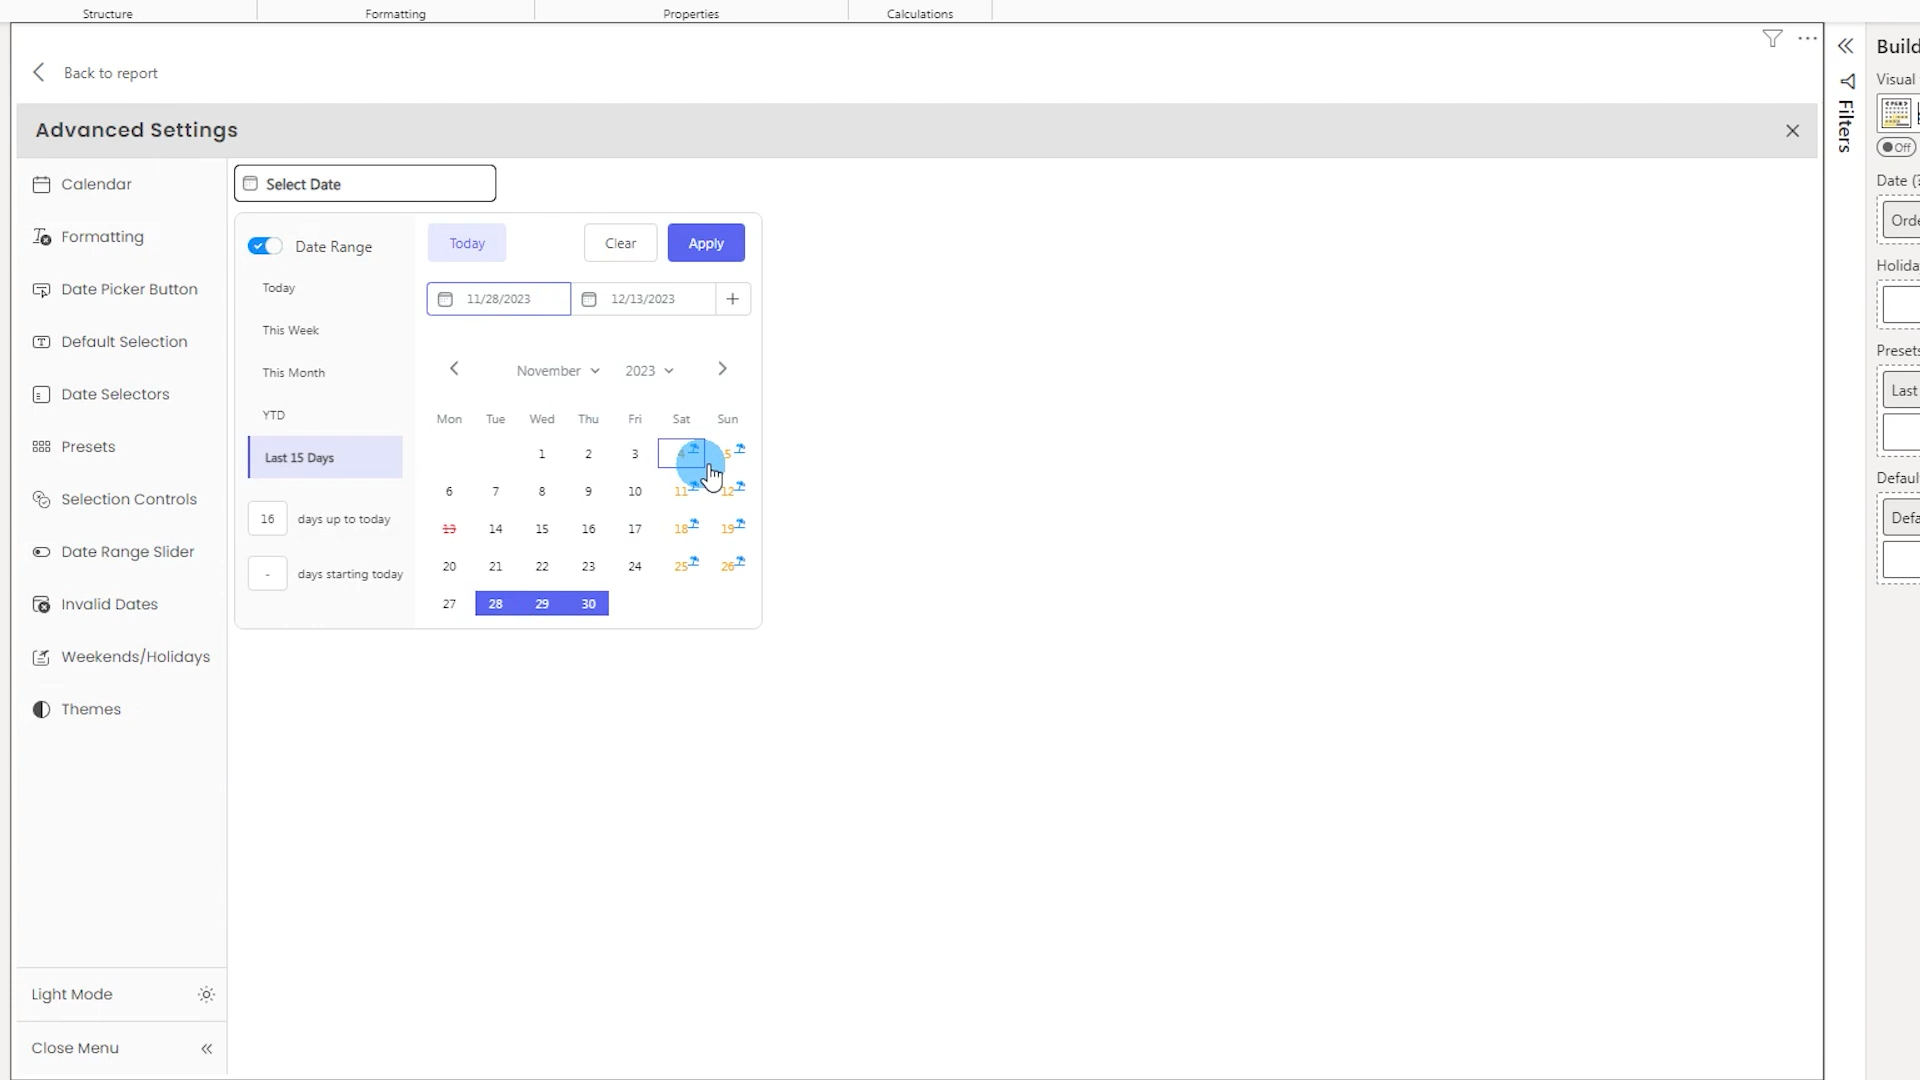 Structure Formatting Properties Calculations
Back to report
Advanced Settings
Calendar
Formatting
Date Picker Button
Default Selection
Date Selectors
Presets
Selection Controls
Date Range Slider
Invalid Dates
Weekends/Holidays
Themes
Light Mode
Close Menu
Select Date
Date Range
Today
This Week
This Month
YTD
Last 15 Days
16 days up to today
- days starting today
Today Clear Apply
11/28/2023 12/13/2023 +
November 2023
Mon Tue Wed Thu Fri Sat Sun
1 2 3 4 5
6 7 8 9 10 11 12
13 14 15 16 17 18 19
20 21 22 23 24 25 26
27 28 29 30
Filters
Build
Visual
Off
Date (
Orde
Holida
Presets
Last
Default
Defa